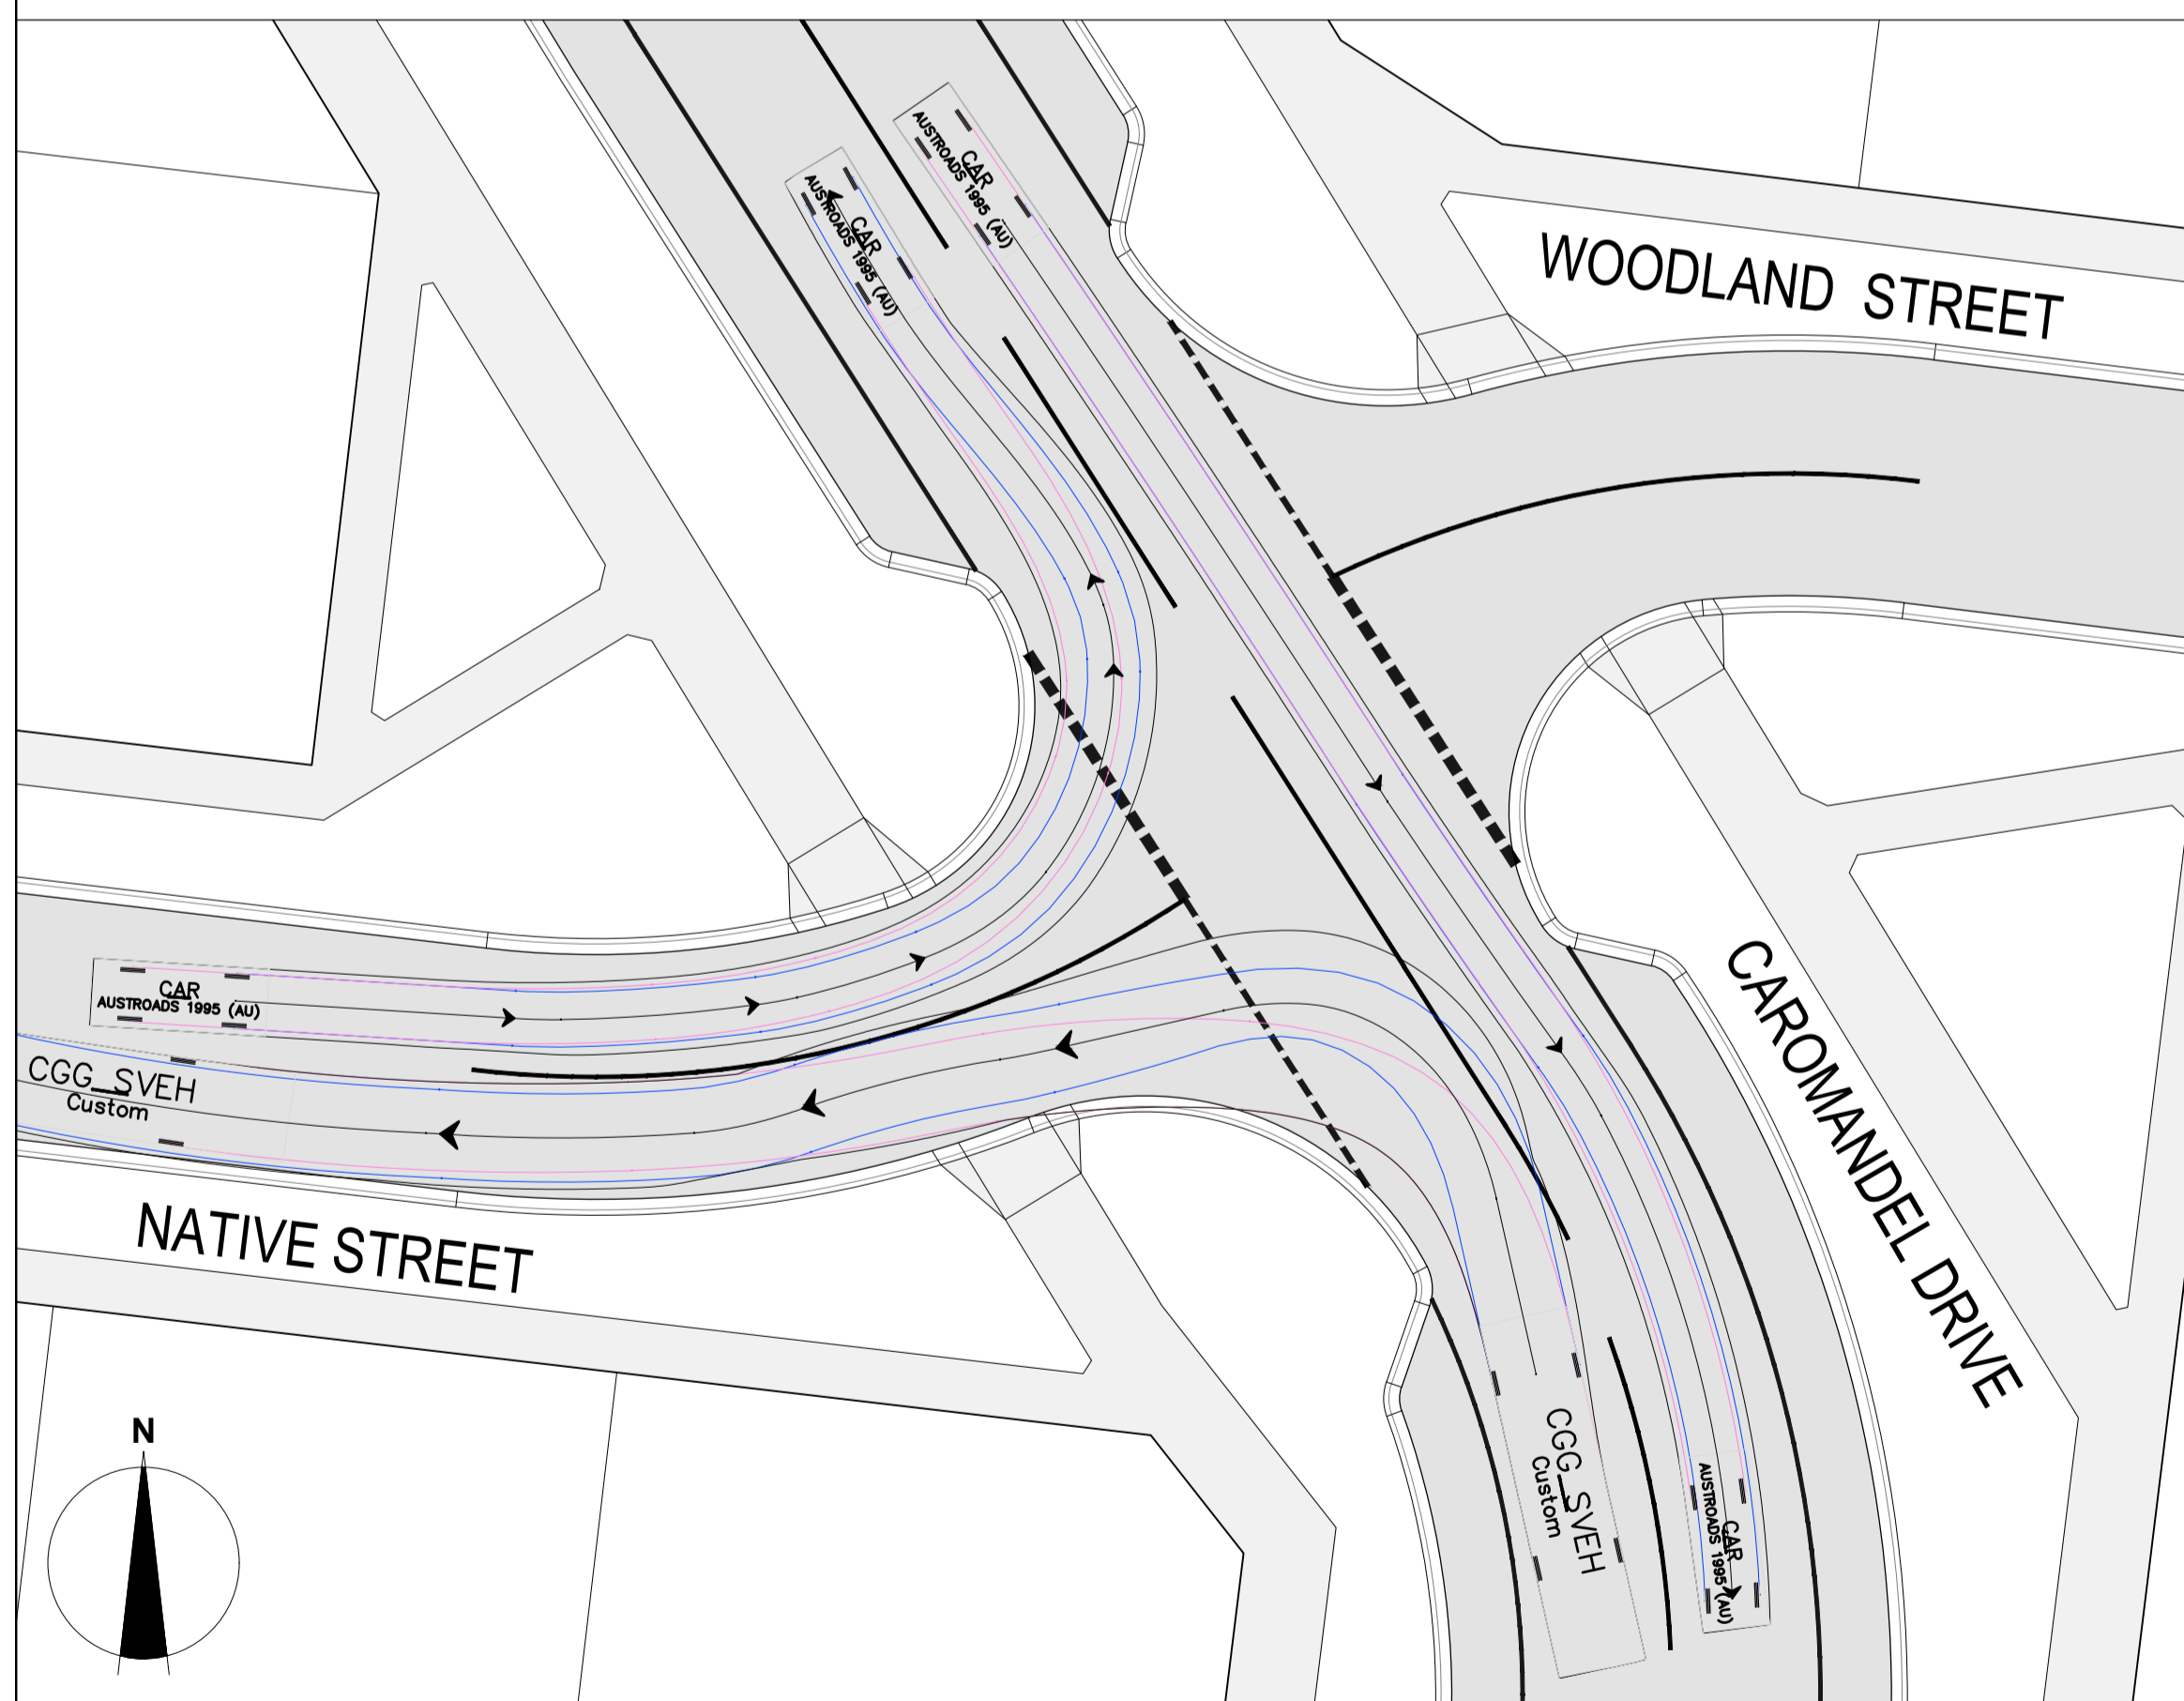 CAR
AUSTROADS 1995 (AU)
CAR
AUSTROADS 1995 (AU)
WOODLAND STREET
CAR
AUSTROADS 1995 (AU)
CGG_SVEH
Custom
CAROMANDEL DRIVE
NATIVE STREET
N
CGG_SVEH
Custom
CAR
AUSTROADS 1995 (AU)